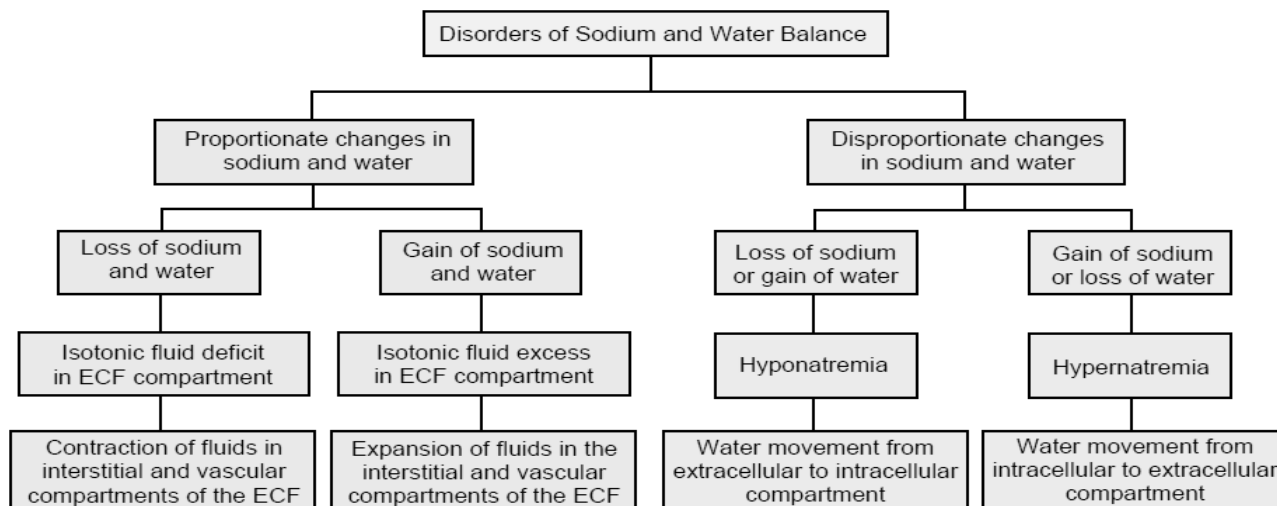 Disorders of Sodium and Water Balance
Proportionate changes in
sodium and water
Disproportionate changes
in sodium and water
Loss of sodium
and water
Gain of sodium
and water
Loss of sodium
or gain of water
Gain of sodium
or loss of water
Isotonic fluid deficit
in ECF compartment
Isotonic fluid excess
in ECF compartment
Hyponatremia
Hypernatremia
Contraction of fluids in
interstitial and vascular
compartments of the ECF
Expansion of fluids in the
interstitial and vascular
compartments of the ECF
Water movement from
extracellular to intracellular
compartment
Water movement from
intracellular to extracellular
compartment